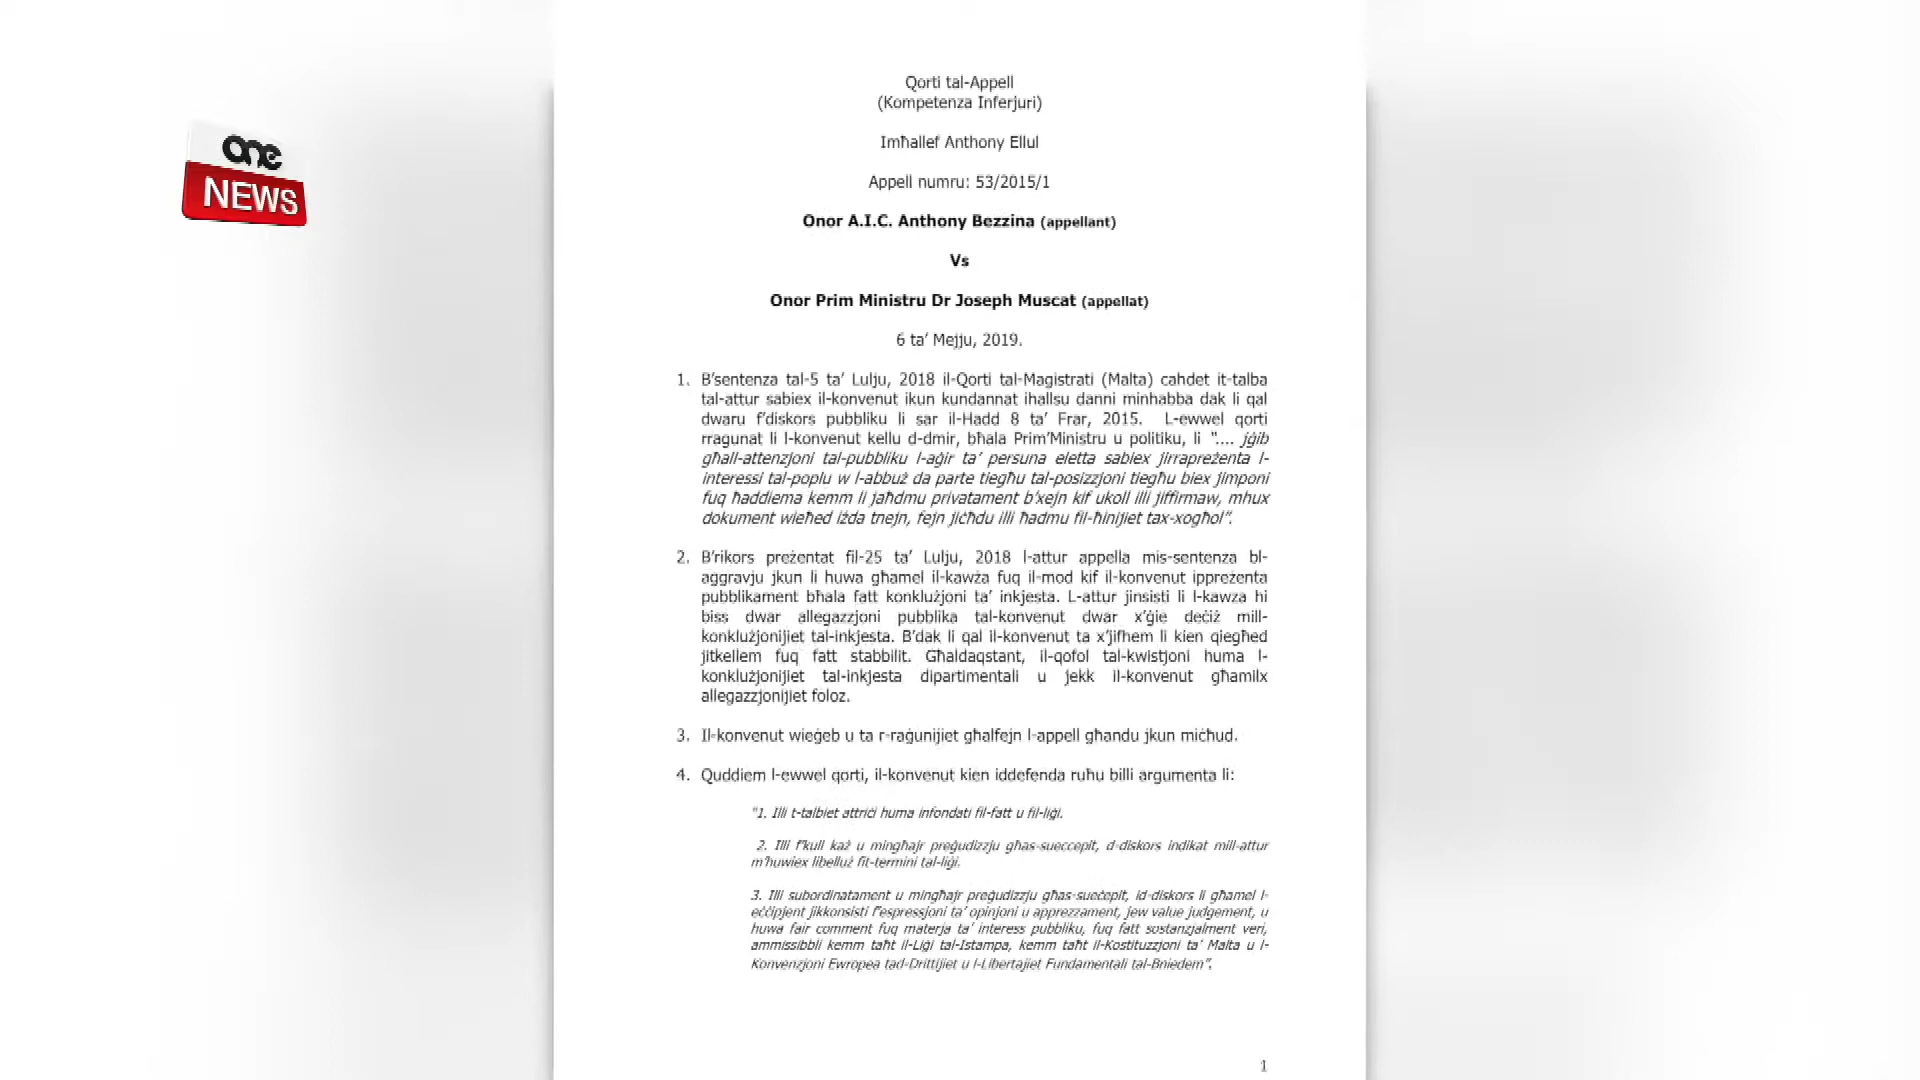 one
NEWS
Qorti tal-Appell
(Kompetenza Inferjuri)
Imħallef Anthony Ellul
Appell numru: 53/2015/1
Onor A.I.C. Anthony Bezzina (appellant)
Vs
Onor Prim Ministru Dr Joseph Muscat (appellat)
6 ta’ Mejju, 2019.
1. B’sentenza tal-5 ta’ Lulju, 2018 il-Qorti tal-Magistrati (Malta) cahdet it-talba
tal-attur sabiex il-konvenut ikun kundannat ihallsu danni minhabba dak li qal
dwaru f’diskors pubbliku li sar il-Hadd 8 ta’ Frar, 2015. L-ewwel qorti
rragunat li l-konvenut kellu d-dmir, bħala Prim’Ministru u politiku, li “.... jġib
għall-attenzjoni tal-pubbliku l-aġir ta’ persuna eletta sabiex jirrapreżenta l-
interessi tal-poplu w l-abbuż da parte tiegħu tal-posizzjoni tiegħu biex jimponi
fuq ħaddiema kemm li jaħdmu privatament b’xejn kif ukoll illi jiffirmaw, mhux
dokument wieħed iżda tnejn, fejn jiċħdu illi ħadmu fil-ħinijiet tax-xogħol”.
2. B’rikors preżentat fil-25 ta’ Lulju, 2018 l-attur appella mis-sentenza bl-
aggravju jkun li huwa għamel il-kawża fuq il-mod kif il-konvenut ippreżenta
pubblikament bħala fatt konklużjoni ta’ inkjesta. L-attur jinsisti li l-kawza hi
biss dwar allegazzjoni pubblika tal-konvenut dwar x’ġie deċiż mill-
konklużjonijiet tal-inkjesta. B’dak li qal il-konvenut ta x’jifhem li kien qiegħed
jitkellem fuq fatt stabbilit. Għaldaqstant, il-qofol tal-kwistjoni huma l-
konklużjonijiet tal-inkjesta dipartimentali u jekk il-konvenut għamilx
allegazzjonijiet foloz.
3. Il-konvenut wieġeb u ta r-raġunijiet għalfejn l-appell għandu jkun miċħud.
4. Quddiem l-ewwel qorti, il-konvenut kien iddefenda ruħu billi argumenta li:
“1. Illi t-talbiet attriċi huma infondati fil-fatt u fil-liġi.
2. Illi f’kull każ u mingħajr preġudizzju għas-sueccepit, d-diskors indikat mill-attur
m’huwiex libelluż fit-termini tal-liġi.
3. Illi subordinatament u mingħajr preġudizzju għas-sueċepit, id-diskors li għamel l-
eċċipjent jikkonsisti f’espressjoni ta’ opinjoni u apprezzament, jew value judgement, u
huwa fair comment fuq materja ta’ interess pubbliku, fuq fatt sostanzjalment veri,
ammissibbli kemm taħt il-Liġi tal-Istampa, kemm taħt il-Kostituzzjoni ta’ Malta u l-
Konvenzjoni Ewropea tad-Drittijiet u l-Libertajiet Fundamentali tal-Bniedem”.
1